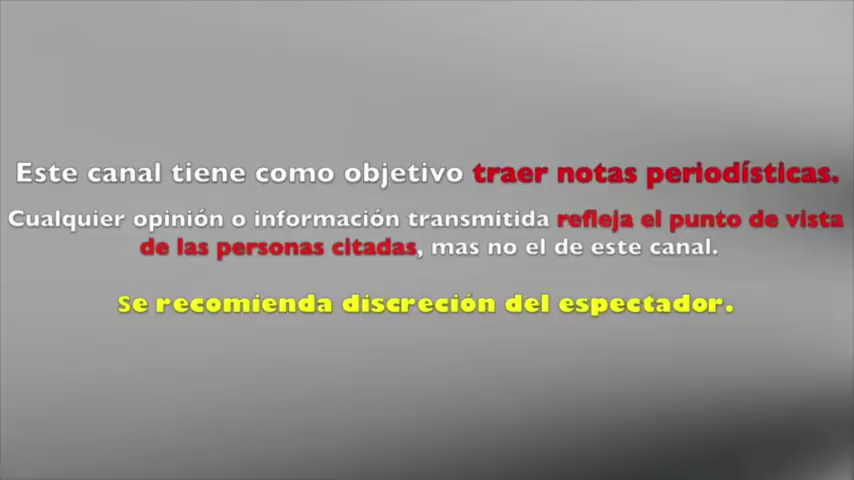 Este canal tiene como objetivo traer notas periodísticas.
Cualquier opinión o información transmitida refleja el punto de vista
de las personas citadas, mas no el de este canal.
Se recomienda discreción del espectador.